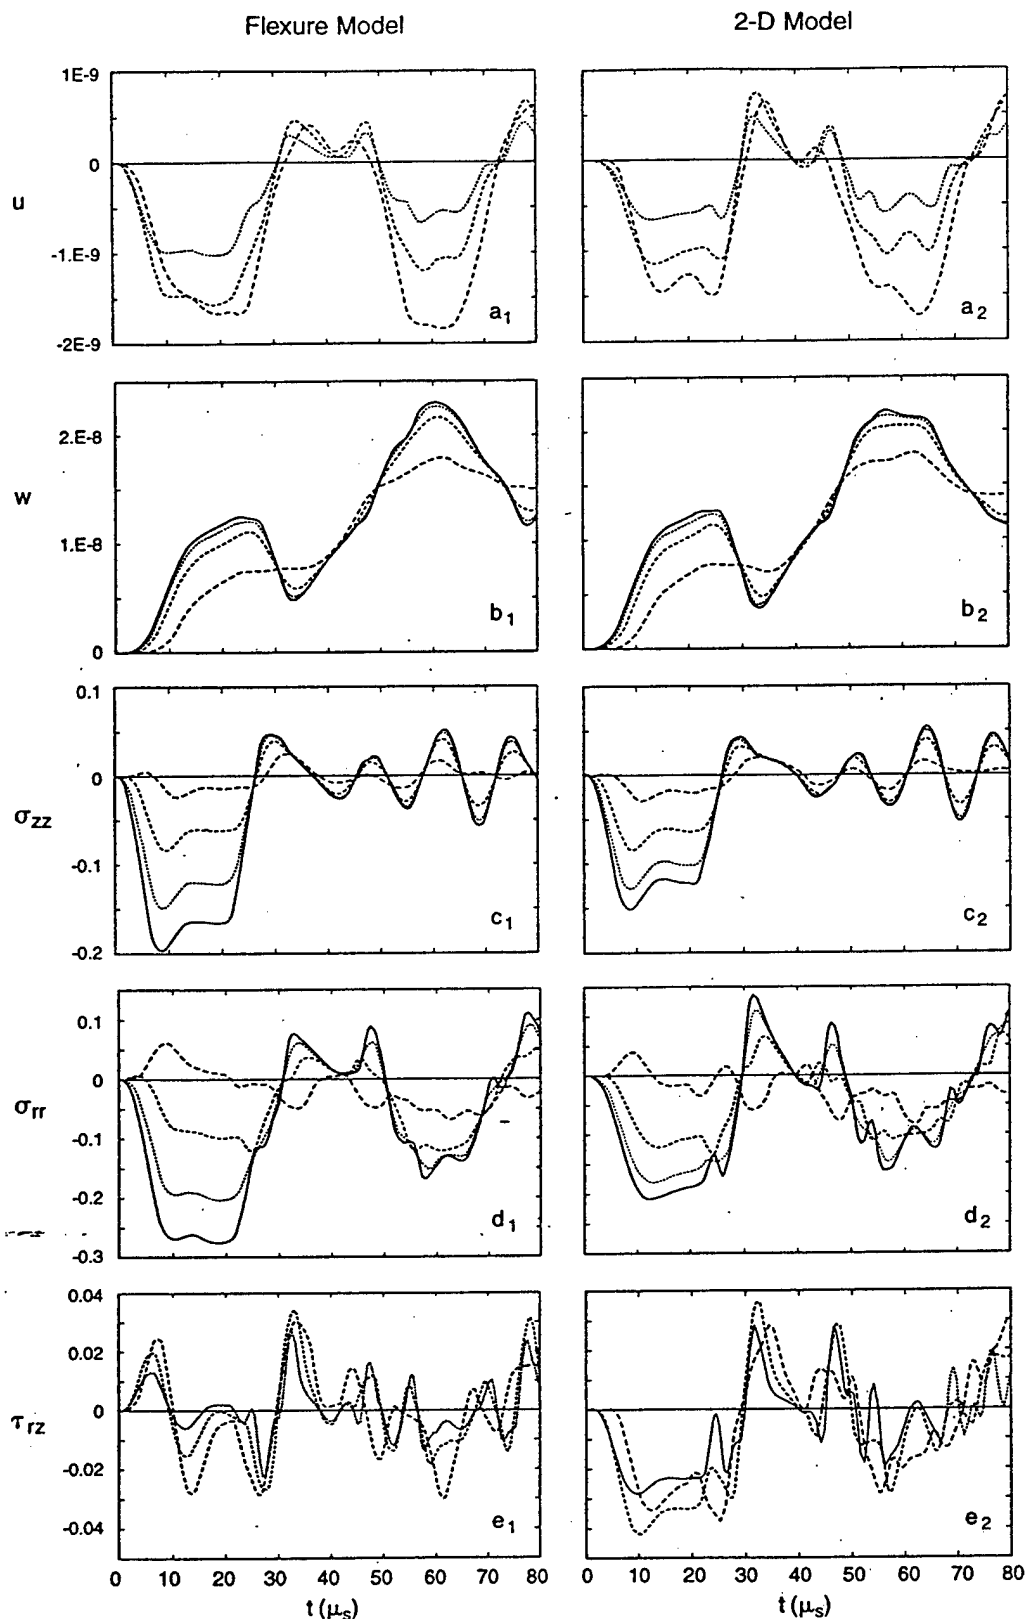 Flexure Model
2-D Model
1E-9
0
u
-1E-9
-2E-9
a1
a2
2E-8
w
1E-8
0
b1
b2
0.1
0
σzz
-0.1
-0.2
c1
c2
0.1
0
σrr
-0.1
-0.2
-0.3
d1
d2
0.04
0.02
0
τrz
-0.02
-0.04
e1
e2
0 10 20 30 40 50 60 70 80
0 10 20 30 40 50 60 70 80
t (μs)
t (μs)